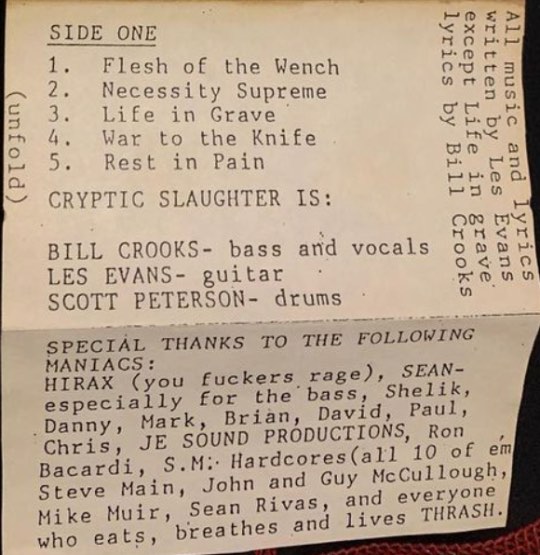 SIDE ONE
1. Flesh of the Wench
2. Necessity Supreme
3. Life in Grave
4. War to the Knife
5. Rest in Pain
CRYPTIC SLAUGHTER IS:
BILL CROOKS- bass and vocals
LES EVANS- guitar
SCOTT PETERSON- drums
(unfold)
All music and lyrics
written by Les Evans
except Life in grave.
lyrics by Bill Crooks
SPECIAL THANKS TO THE FOLLOWING
MANIACS:
HIRAX (you fuckers rage), SEAN-
especially for the bass, Shelik,
Danny, Mark, Brian, David, Paul,
Chris, JE SOUND PRODUCTIONS, Ron
Bacardi, S.M. Hardcores(all 10 of em
Steve Main, John and Guy McCullough,
Mike Muir, Sean Rivas, and everyone
who eats, breathes and lives THRASH.